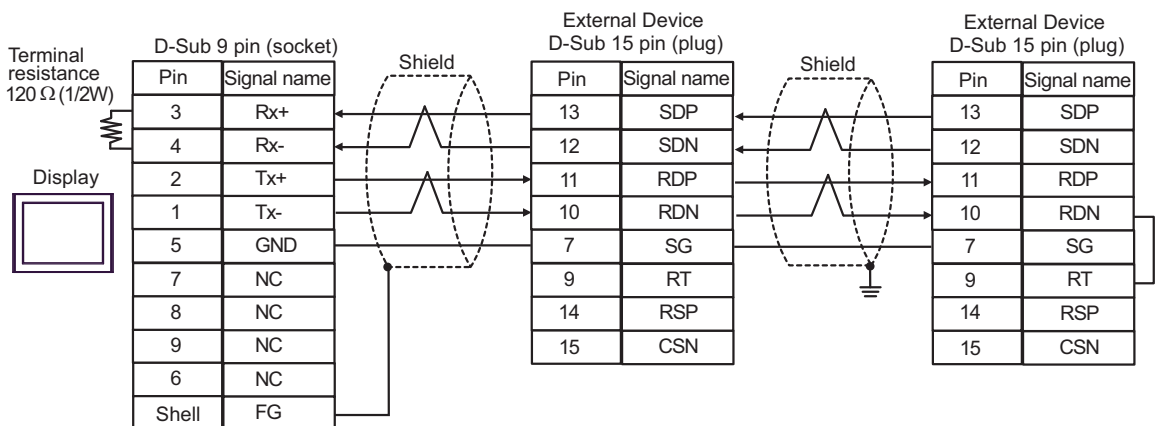 Terminal
resistance
120 Ω (1/2W)
Display
D-Sub 9 pin (socket)
Pin Signal name
3 Rx+
4 Rx-
2 Tx+
1 Tx-
5 GND
7 NC
8 NC
9 NC
6 NC
Shell FG
Shield
External Device
D-Sub 15 pin (plug)
Pin Signal name
13 SDP
12 SDN
11 RDP
10 RDN
7 SG
9 RT
14 RSP
15 CSN
Shield
External Device
D-Sub 15 pin (plug)
Pin Signal name
13 SDP
12 SDN
11 RDP
10 RDN
7 SG
9 RT
14 RSP
15 CSN